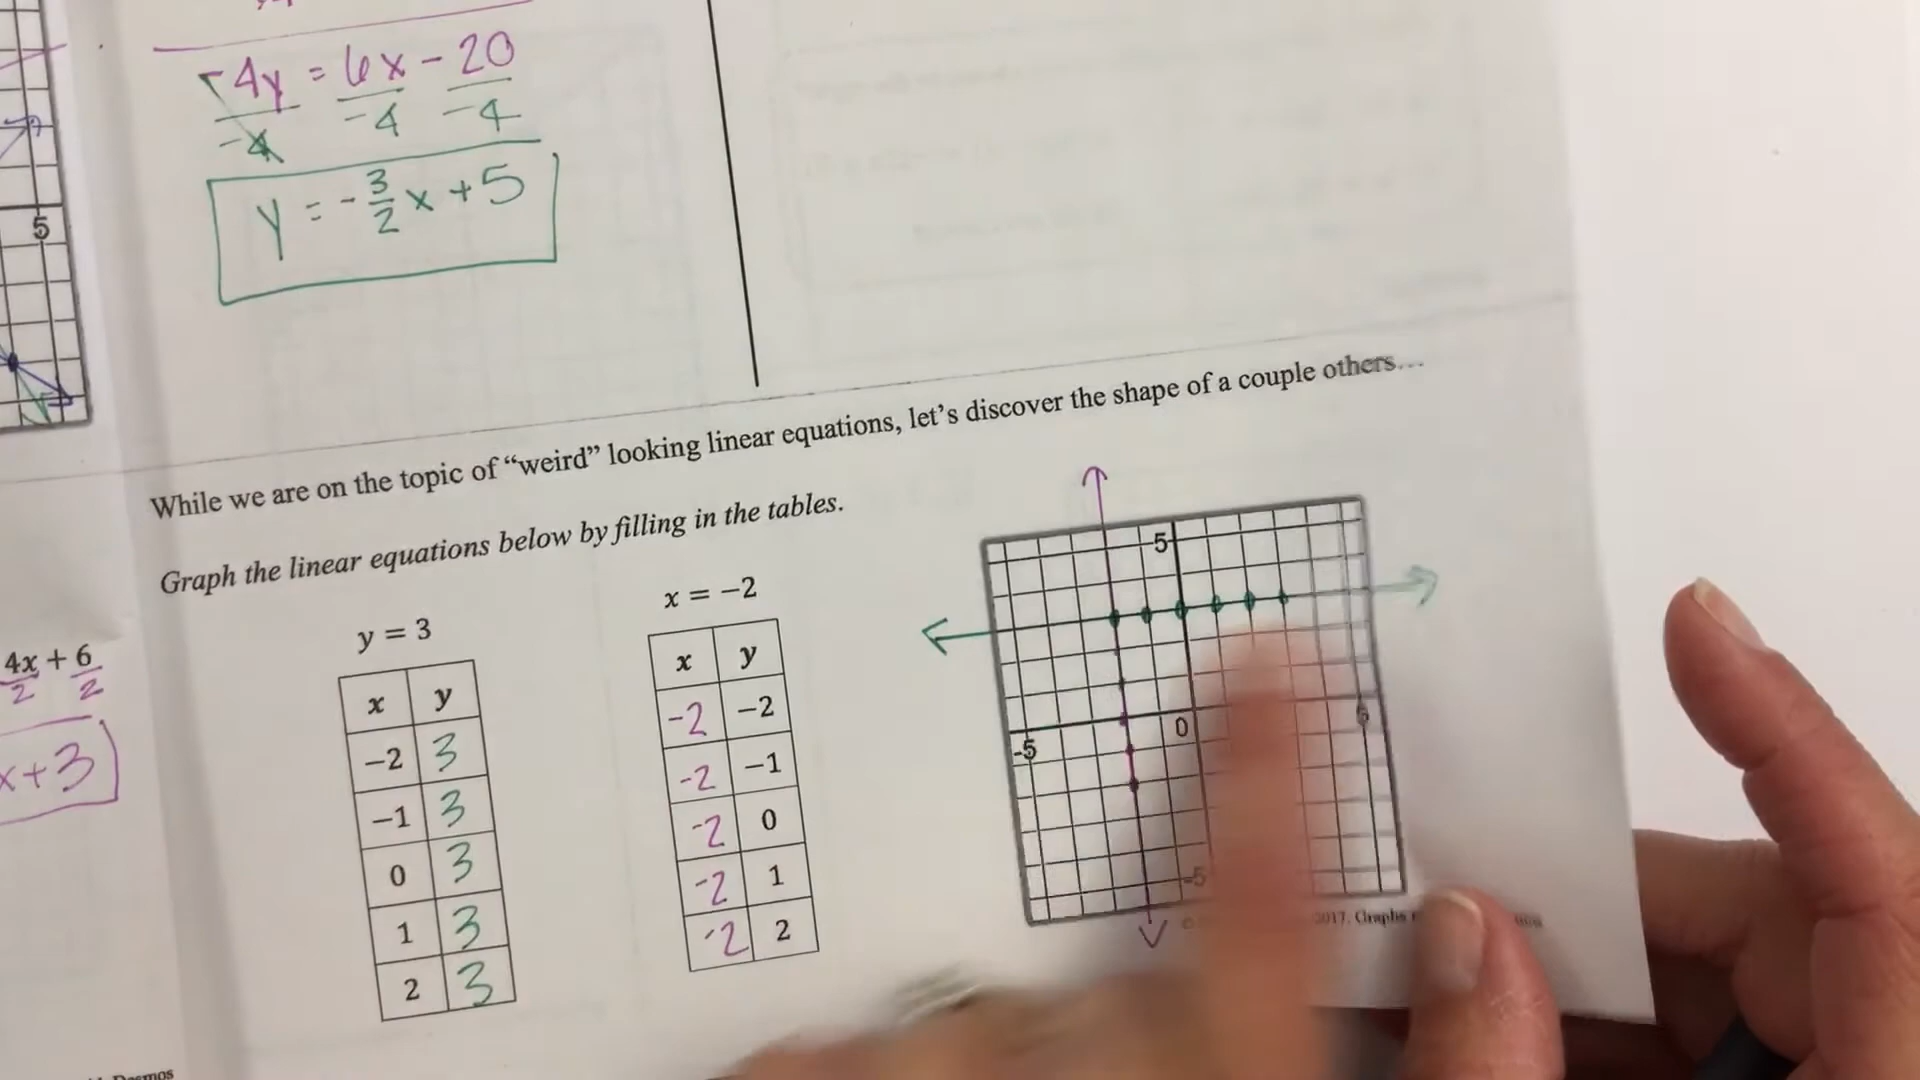 -4y = 6x - 20
-4 -4 -4
y = -3/2 x + 5
5
While we are on the topic of “weird” looking linear equations, let’s discover the shape of a couple others…
Graph the linear equations below by filling in the tables.
4x + 6
2 2
x + 3
y = 3
x y
−2 3
−1 3
0 3
1 3
2 3
x = −2
x y
-2 −2
-2 −1
-2 0
-2 1
-2 2
5
-5 0
-5
2017. Graphs
Desmos